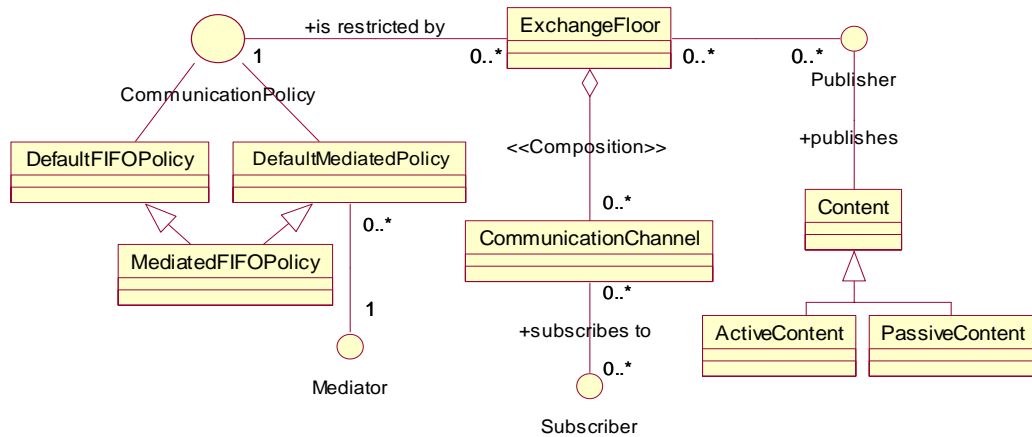 +is restricted by
ExchangeFloor
1
0..*
0..*
0..*
Publisher
CommunicationPolicy
+publishes
<<Composition>>
DefaultFIFOPolicy
DefaultMediatedPolicy
0..*
0..*
Content
MediatedFIFOPolicy
CommunicationChannel
0..*
1
+subscribes to
ActiveContent
PassiveContent
0..*
Mediator
Subscriber